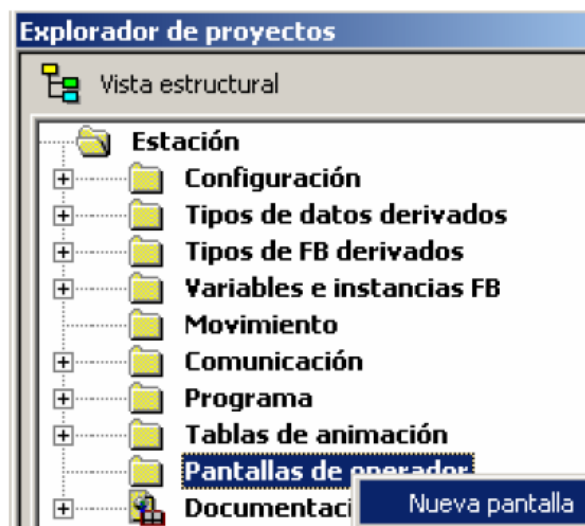 Explorador de proyectos
Vista estructural
Estación
Configuración
Tipos de datos derivados
Tipos de FB derivados
Variables e instancias FB
Movimiento
Comunicación
Programa
Tablas de animación
Pantallas de operador
Documentaci
Nueva pantalla